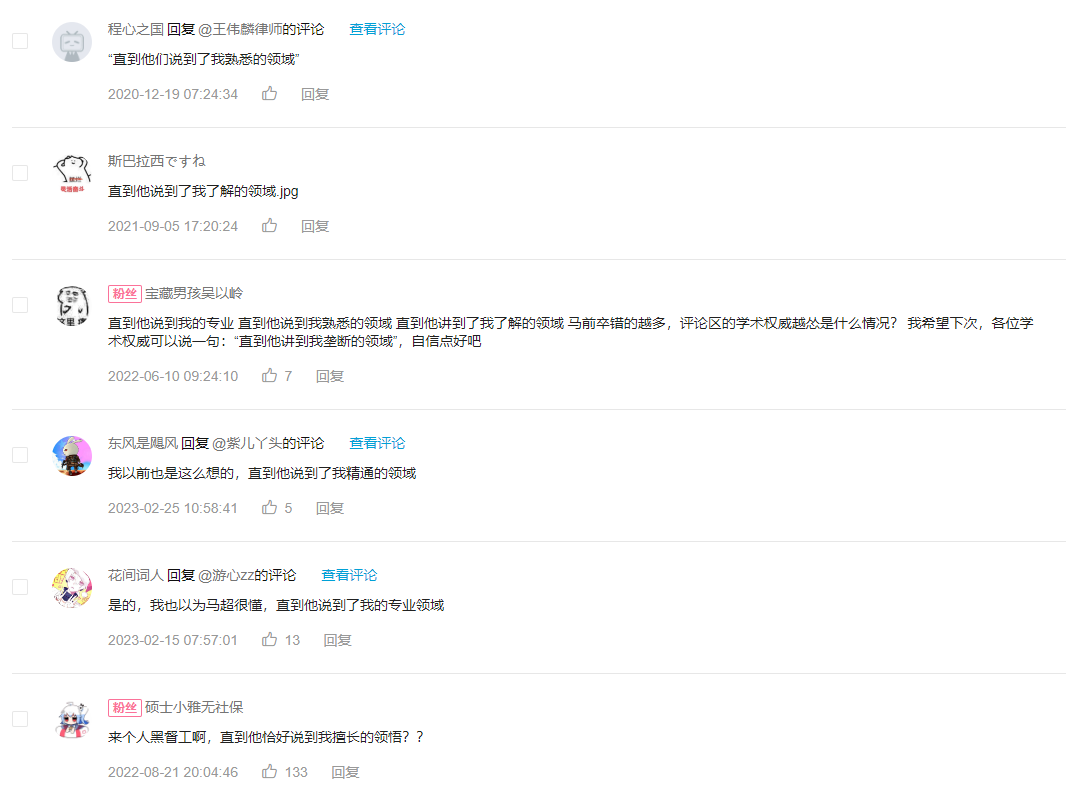 程心之国 回复 @王伟麟律师的评论 查看评论
“直到他们说到了我熟悉的领域”
2020-12-19 07:24:34 回复
斯巴拉西ですね
直到他说到了我了解的领域.jpg
2021-09-05 17:20:24 回复
粉丝 宝藏男孩吴以岭
直到他说到我的专业 直到他说到我熟悉的领域 直到他讲到了我了解的领域 马前卒错的越多，评论区的学术权威越怂是什么情况？ 我希望下次，各位学
术权威可以说一句：“直到他讲到我垄断的领域”，自信点好吧
2022-06-10 09:24:10 7 回复
东风是飓风 回复 @紫儿丫头的评论 查看评论
我以前也是这么想的，直到他说到了我精通的领域
2023-02-25 10:58:41 5 回复
花间词人 回复 @游心zz的评论 查看评论
是的，我也以为马超很懂，直到他说到了我的专业领域
2023-02-15 07:57:01 13 回复
粉丝 硕士小雅无社保
来个人黑督工啊，直到他恰好说到我擅长的领悟？？
2022-08-21 20:04:46 133 回复